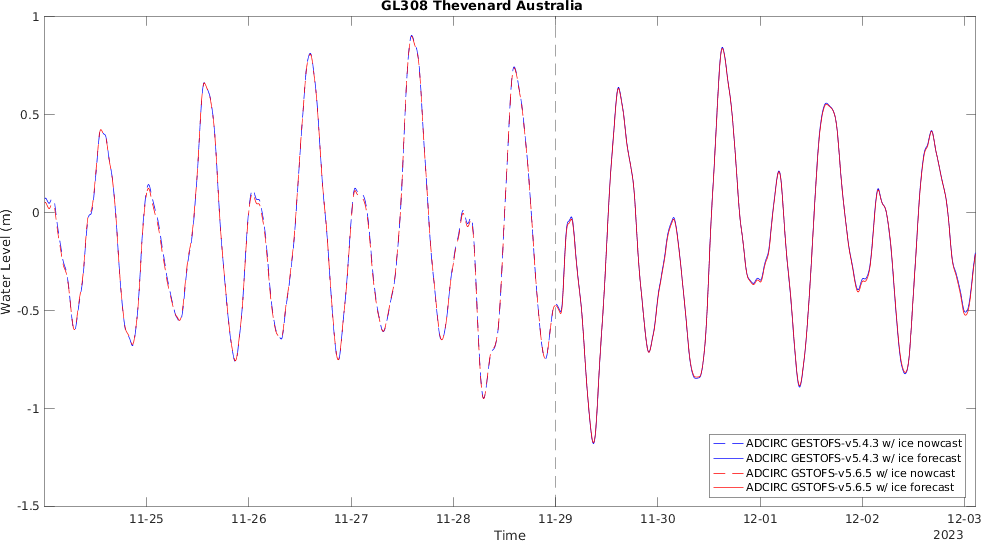 GL308 Thevenard Australia
1
0.5
0
-0.5
-1
-1.5
Water Level (m)
ADCIRC GESTOFS-v5.4.3 w/ ice nowcast
ADCIRC GESTOFS-v5.4.3 w/ ice forecast
ADCIRC GSTOFS-v5.6.5 w/ ice nowcast
ADCIRC GSTOFS-v5.6.5 w/ ice forecast
11-25 11-26 11-27 11-28 11-29 11-30 12-01 12-02 12-03
Time 2023